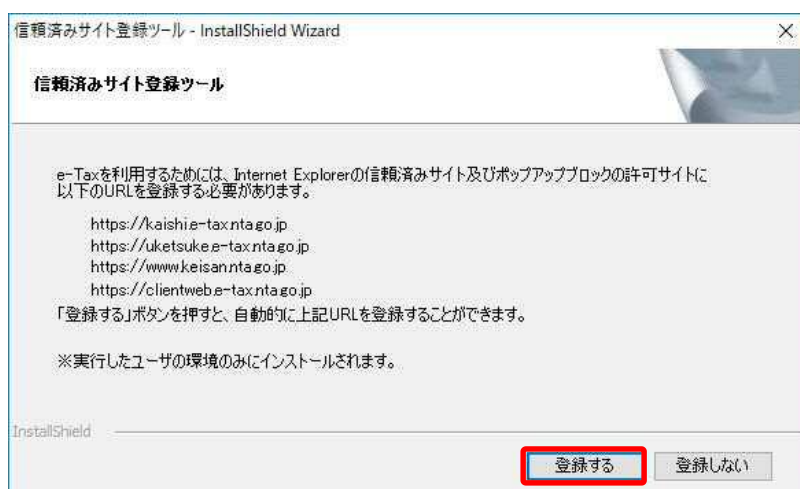 信頼済みサイト登録ツール - InstallShield Wizard
信頼済みサイト登録ツール
e-Taxを利用するためには、Internet Explorerの信頼済みサイト及びポップアップブロックの許可サイトに
以下のURLを登録する必要があります。
https://kaishi.e-tax.nta.go.jp
https://uketsuke.e-tax.nta.go.jp
https://www.keisan.nta.go.jp
https://clientweb.e-tax.nta.go.jp
「登録する」ボタンを押すと、自動的に上記URLを登録することができます。
※実行したユーザの環境のみにインストールされます。
InstallShield
登録する
登録しない